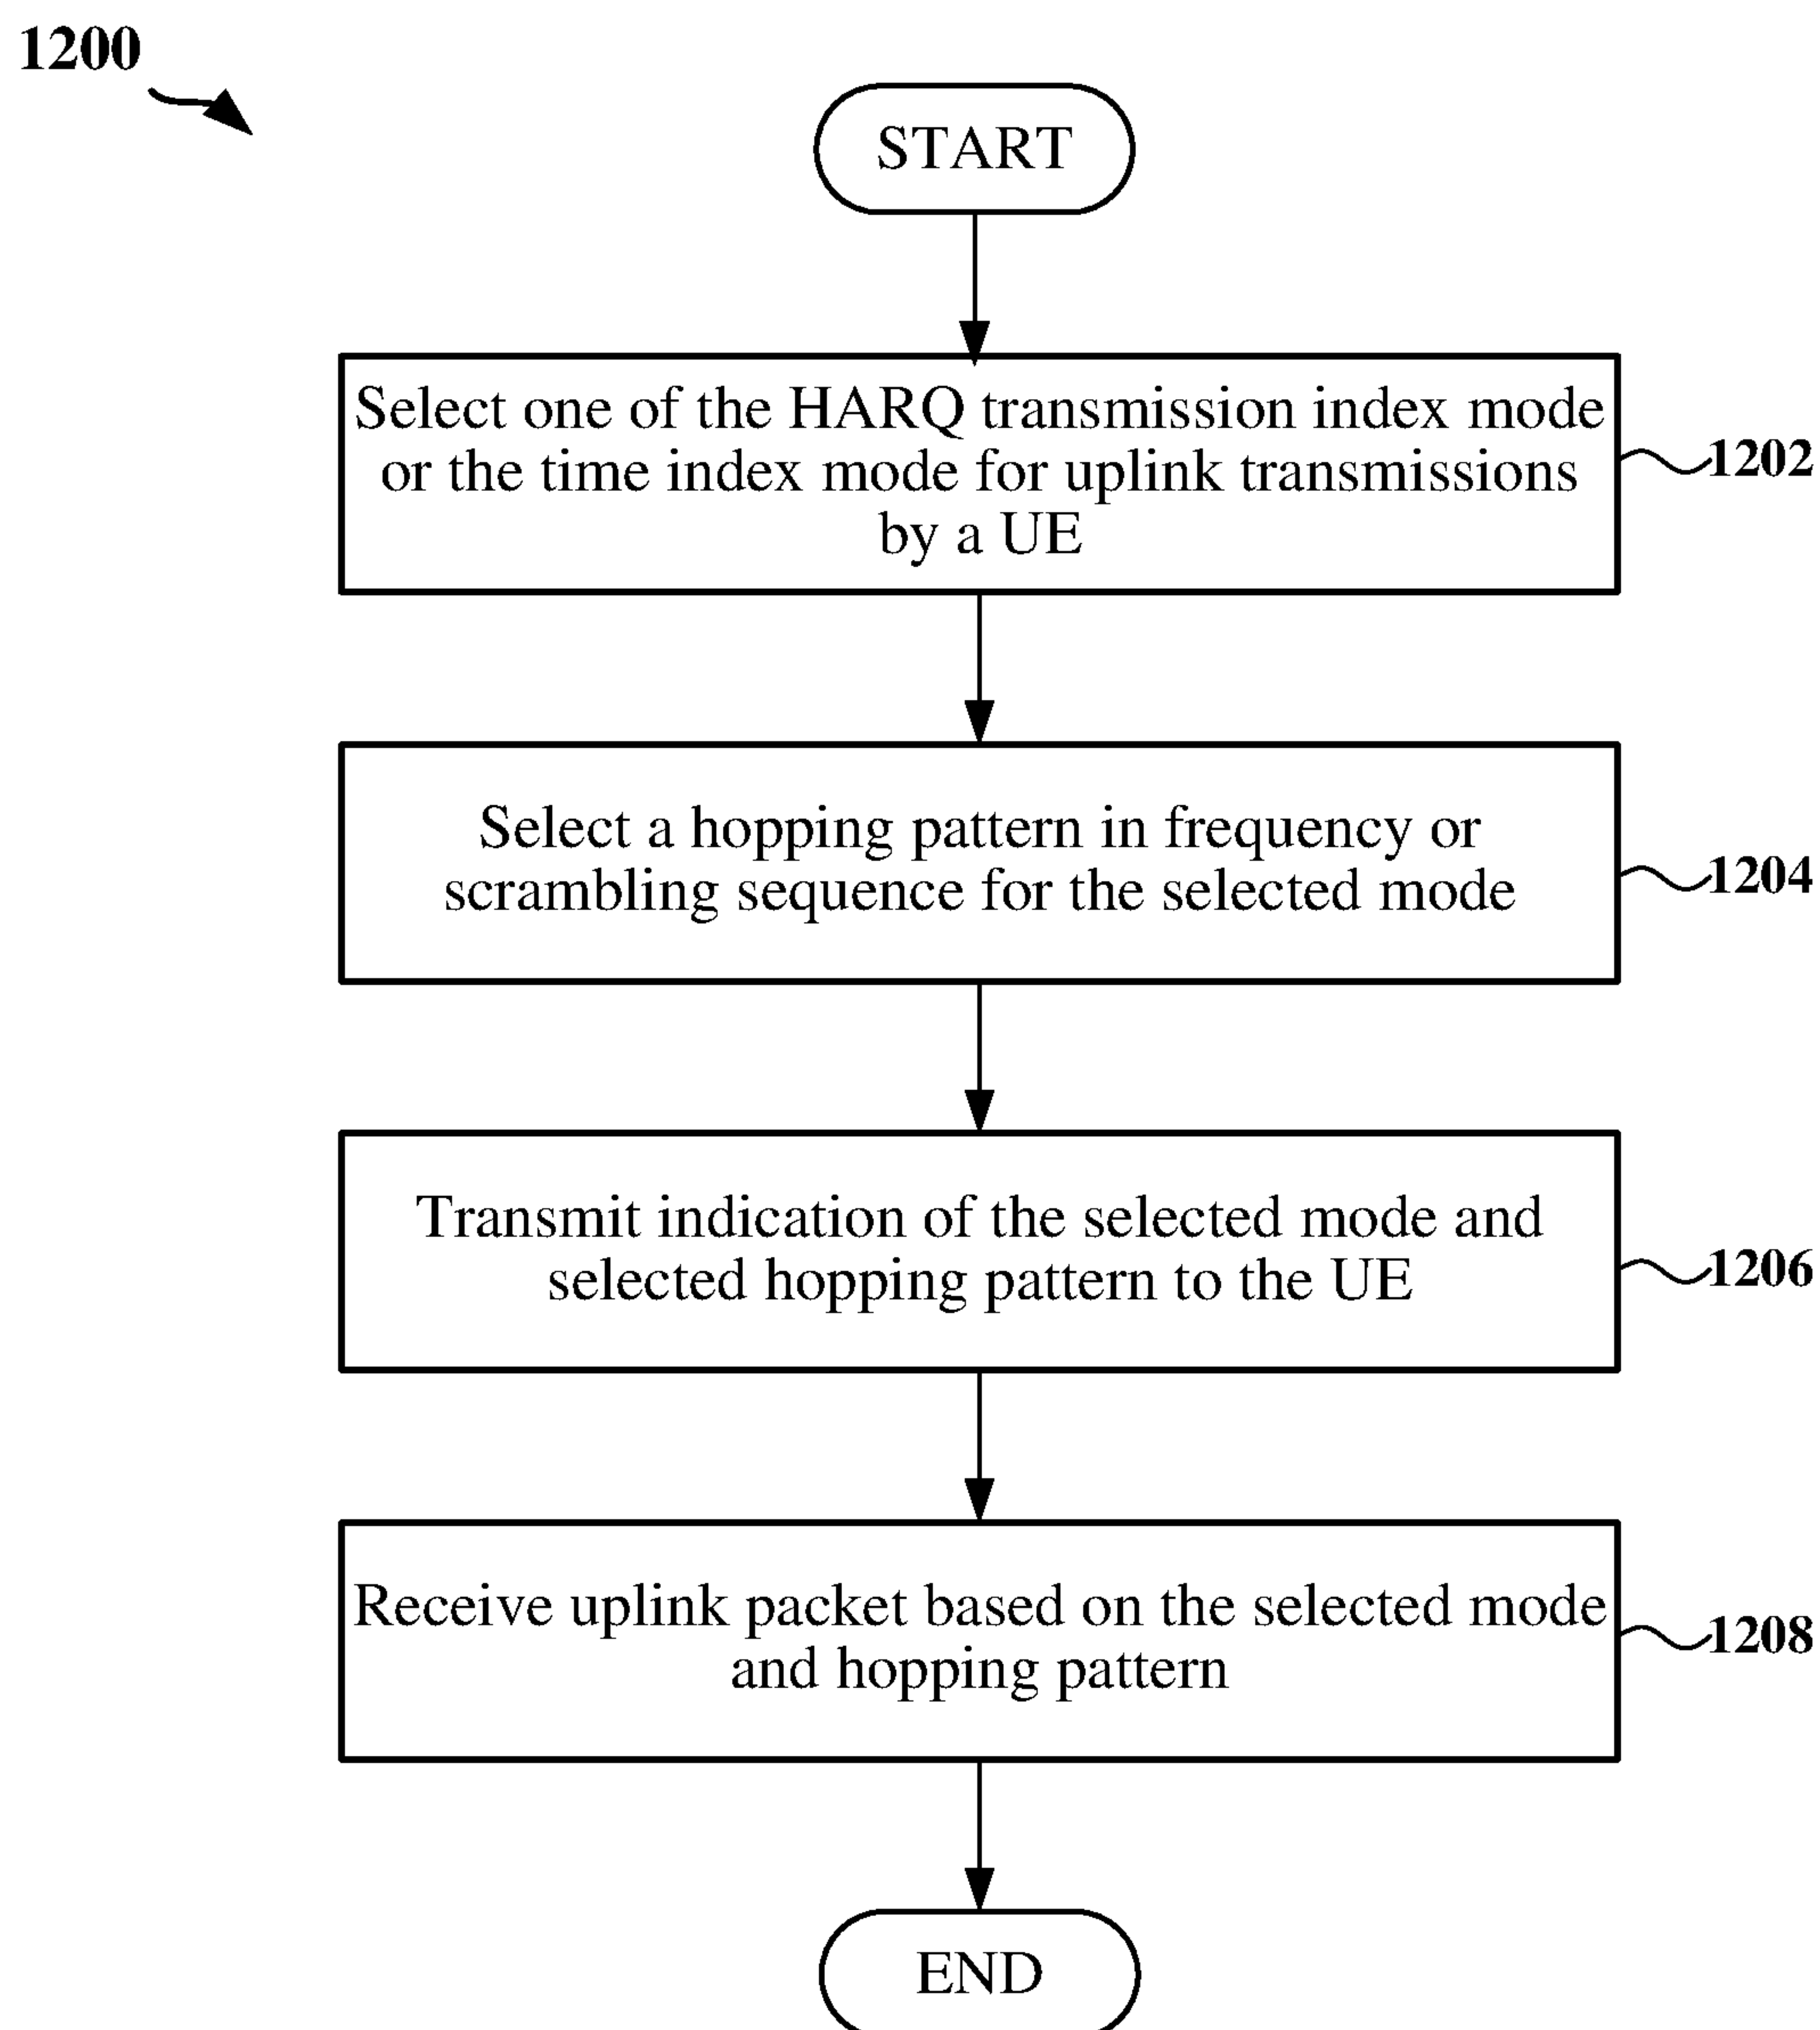 1200
START
Select one of the HARQ transmission index mode
or the time index mode for uplink transmissions
by a UE
1202
Select a hopping pattern in frequency or
scrambling sequence for the selected mode
1204
Transmit indication of the selected mode and
selected hopping pattern to the UE
1206
Receive uplink packet based on the selected mode
and hopping pattern
1208
END